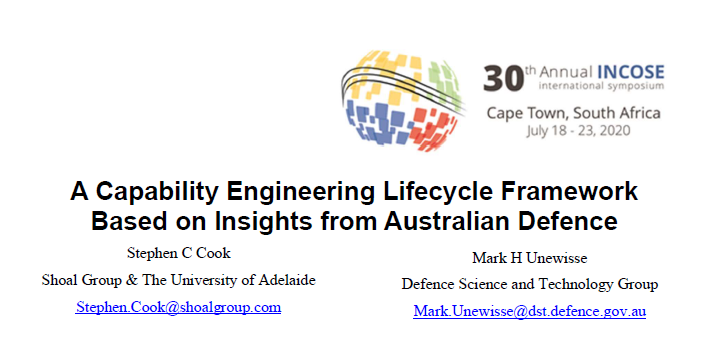 30th Annual INCOSE
international symposium
Cape Town, South Africa
July 18 - 23, 2020
A Capability Engineering Lifecycle Framework
Based on Insights from Australian Defence
Stephen C Cook
Shoal Group & The University of Adelaide
Stephen.Cook@shoalgroup.com
Mark H Unewisse
Defence Science and Technology Group
Mark.Unewisse@dst.defence.gov.au